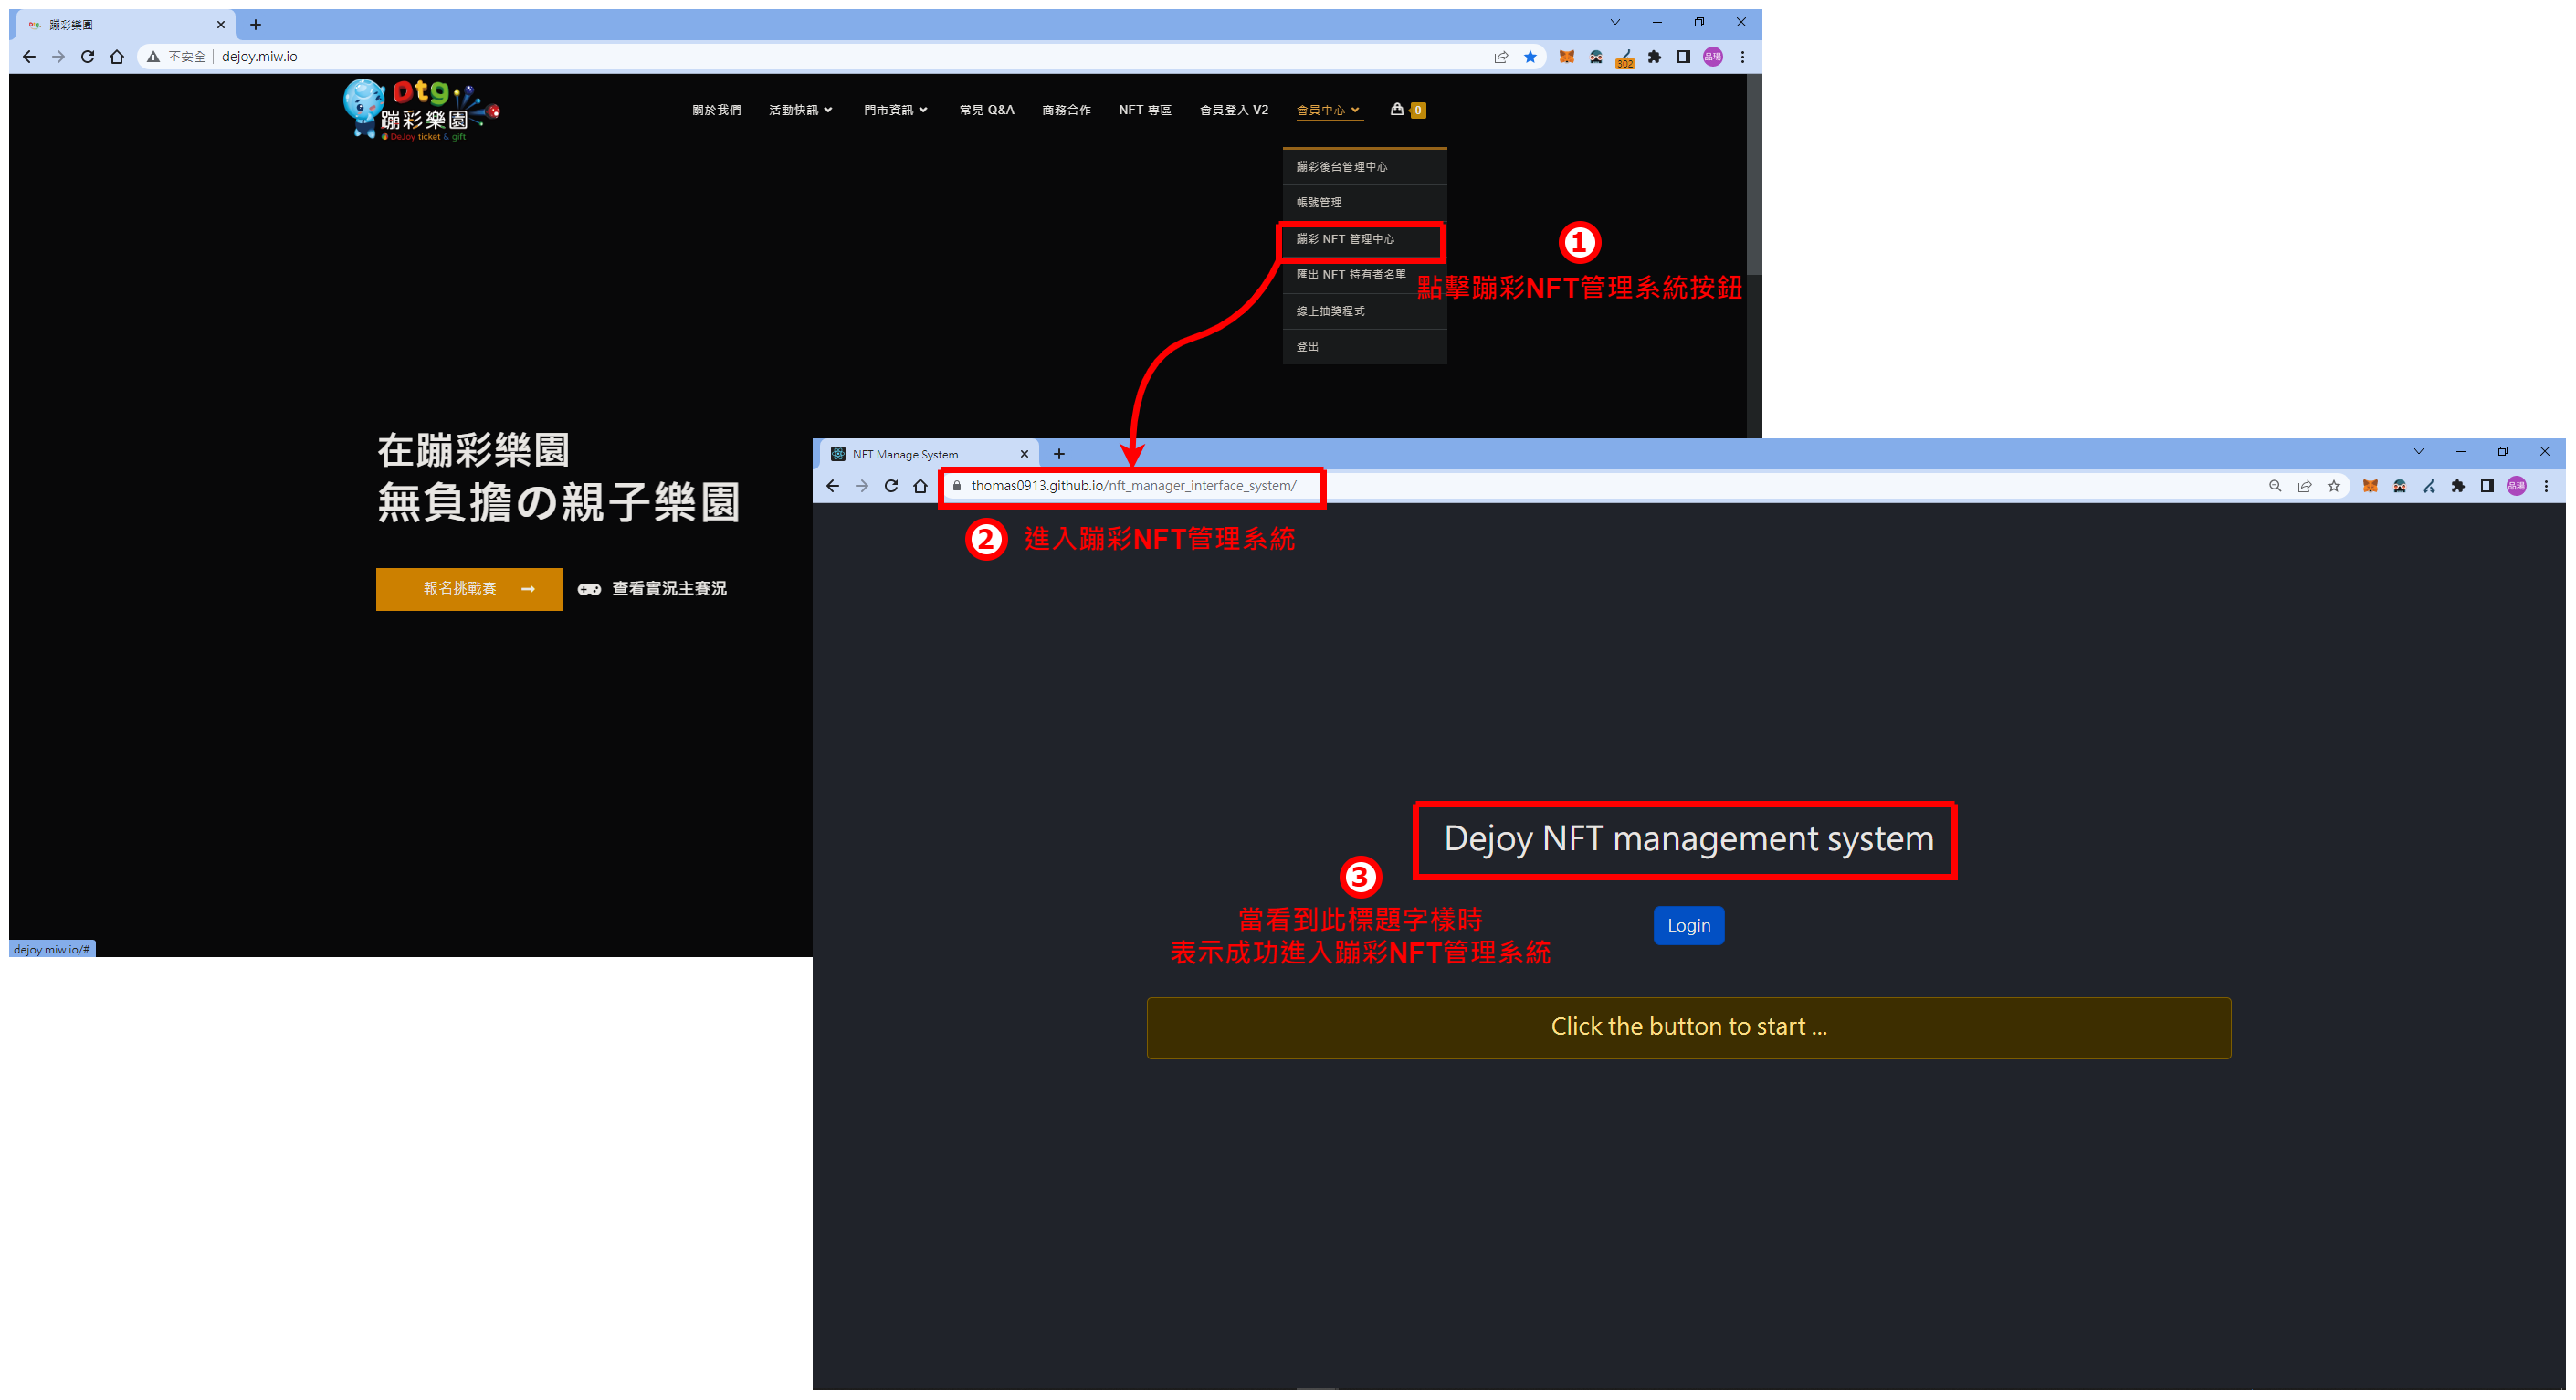 Dtg. 蹦彩樂園
不安全 dejoy.miw.io
302
品瑒
Dtg
蹦彩樂園
DeJoy ticket & gift
關於我們 活動快訊 門市資訊 常見 Q&A 商務合作 NFT 專區 會員登入 V2 會員中心 0
蹦彩後台管理中心
帳號管理
蹦彩 NFT 管理中心
匯出 NFT 持有者名單
線上抽獎程式
登出
1
點擊蹦彩NFT管理系統按鈕
在蹦彩樂園
無負擔の親子樂園
報名挑戰賽 → 查看實況主賽況
dejoy.miw.io/#
NFT Manage System
thomas0913.github.io/nft_manager_interface_system/
2 進入蹦彩NFT管理系統
Dejoy NFT management system
3
當看到此標題字樣時
表示成功進入蹦彩NFT管理系統
Login
Click the button to start ...